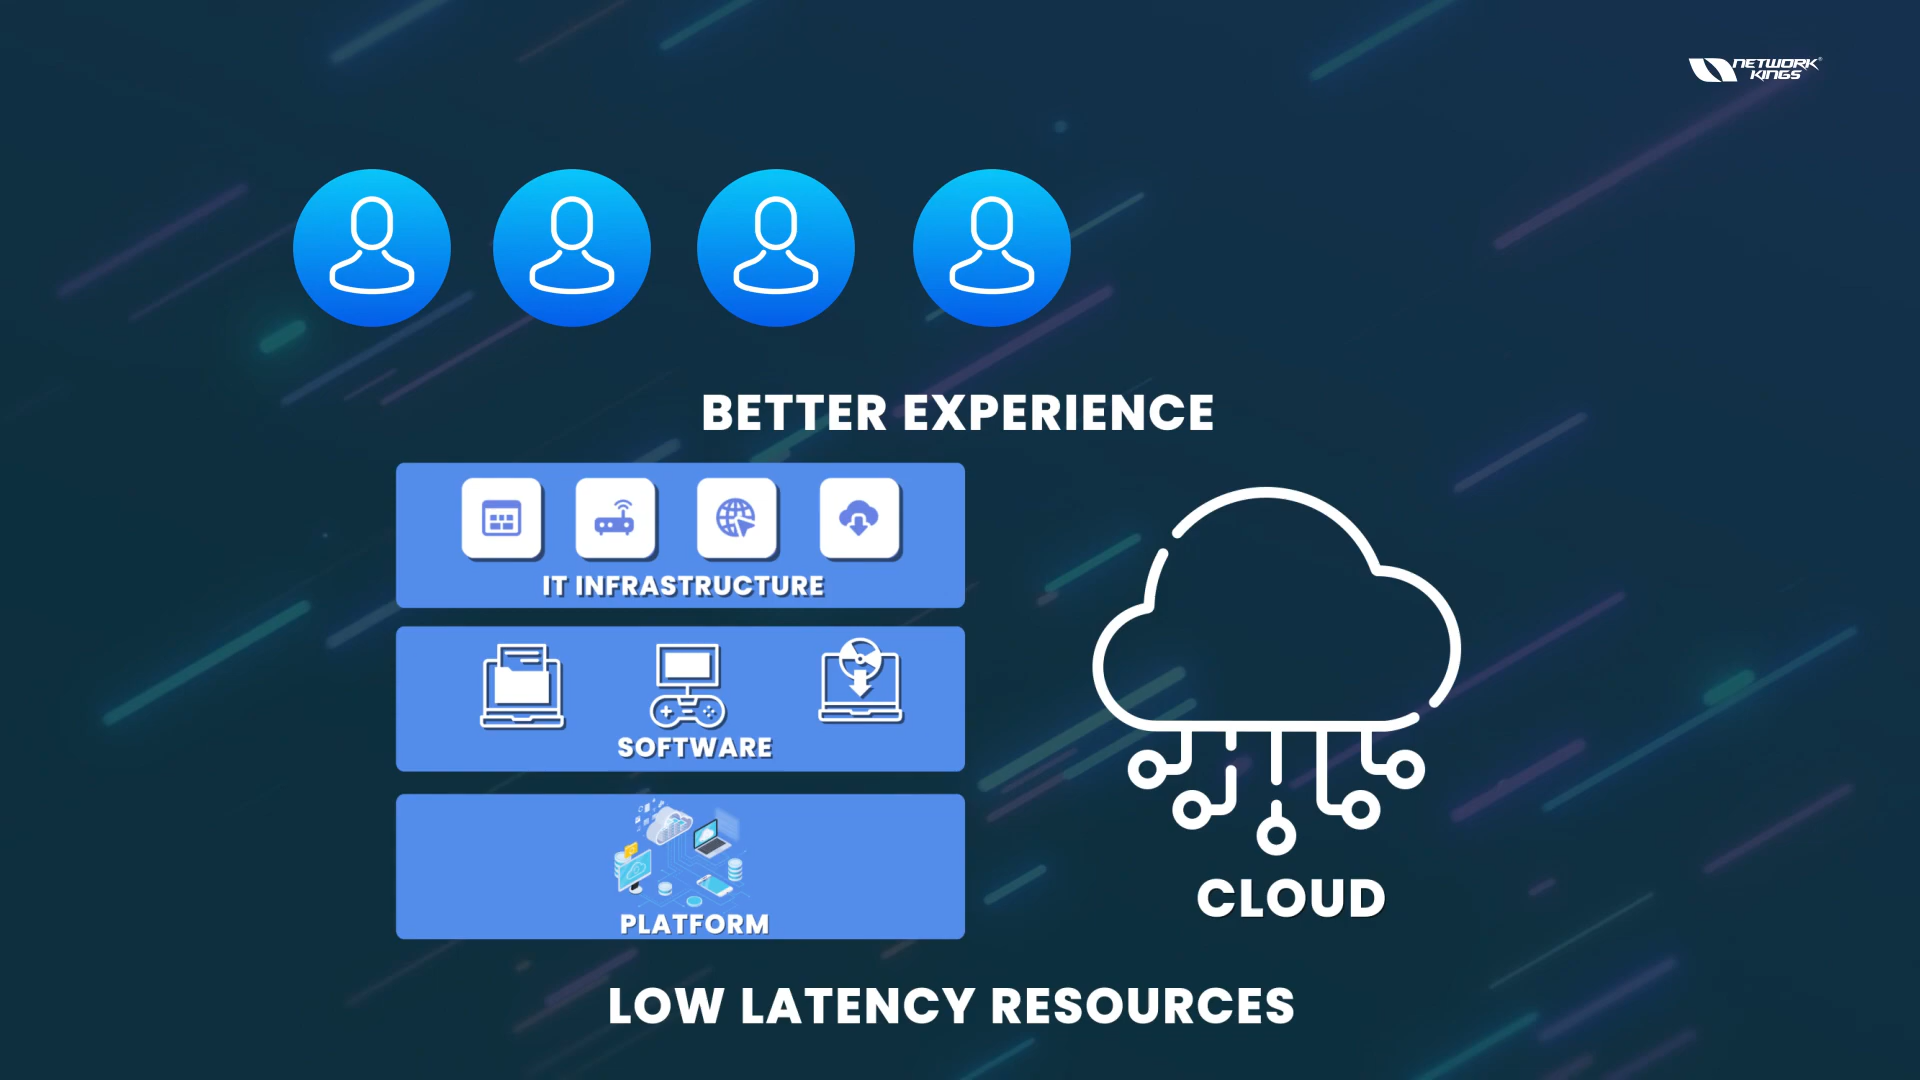 NETWORK
KINGS
BETTER EXPERIENCE
IT INFRASTRUCTURE
SOFTWARE
PLATFORM
CLOUD
LOW LATENCY RESOURCES